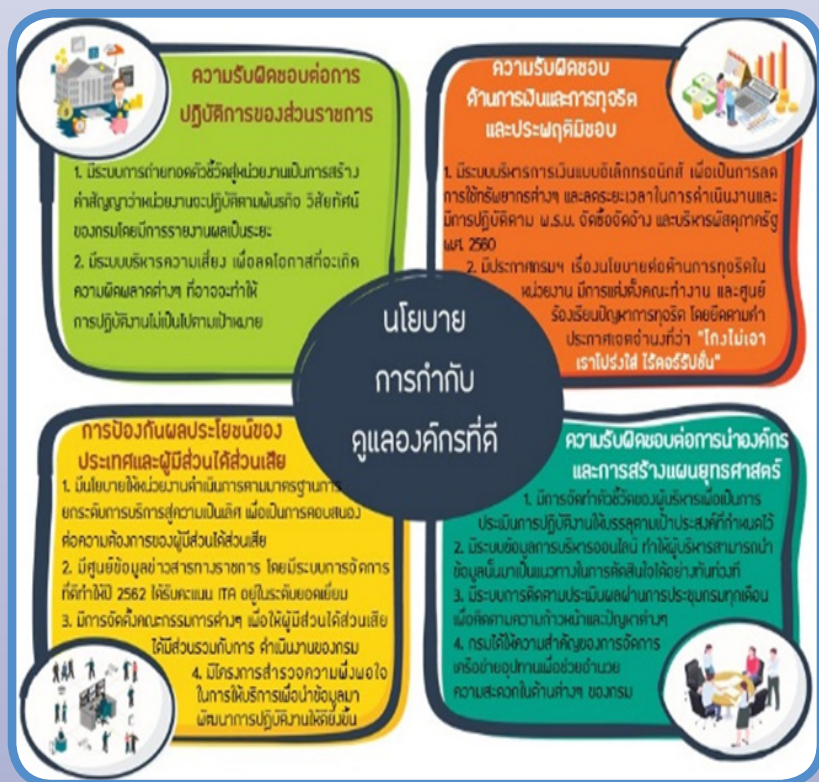 ความรับผิดชอบต่อการ
ปฏิบัติการของส่วนราชการ
1. มีระบบการถ่ายทอดตัวชี้วัดสู่หน่วยงานเป็นการสร้าง
คำสัญญาว่าหน่วยงานจะปฏิบัติตามพันธกิจ วิสัยทัศน์
ของกรมโดยมีการรายงานผลเป็นระยะ
2. มีระบบบริหารความเสี่ยง เพื่อลดโอกาสที่จะเกิด
ความผิดพลาดต่างๆ ที่อาจจะทำให้
การปฏิบัติงานไม่เป็นไปตามเป้าหมาย
ความรับผิดชอบ
ด้านการเงินและการทุจริต
และประพฤติมิชอบ
1. มีระบบบริหารการเงินแบบอิเล็กทรอนิกส์ เพื่อเป็นการลด
การใช้ทรัพยากรต่างๆ และลดระยะเวลาในการดำเนินงานและ
มีการปฏิบัติตาม พ.ร.บ. จัดซื้อจัดจ้าง และบริหารพัสดุภาครัฐ
พศ. 2560
2. มีประกาศกรมฯ เรื่องนโยบายต่อต้านการทุจริตใน
หน่วยงาน มีการแต่งตั้งคณะทำงาน และศูนย์
ร้องเรียนปัญหาการทุจริต โดยยึดตามคำ
ประกาศเจตจำนงที่ว่า "โกงไม่เอา
เราโปร่งใส ไร้คอร์รัปชั่น"
นโยบาย
การกำกับ
ดูแลองค์กรที่ดี
การป้องกันผลประโยชน์ของ
ประเทศและผู้มีส่วนได้ส่วนเสีย
1. มีนโยบายให้หน่วยงานดำเนินการตามมาตรฐานการ
ยกระดับการบริการสู่ความเป็นเลิศ เพื่อเป็นการตอบสนอง
ต่อความต้องการของผู้มีส่วนได้ส่วนเสีย
2. มีศูนย์ข้อมูลข่าวสารทางราชการ โดยมีระบบการจัดการ
ที่ดีทำให้ปี 2562 ได้รับคะแนน ITA อยู่ในระดับยอดเยี่ยม
3. มีการจัดตั้งคณะกรรมการต่างๆ เพื่อให้ผู้มีส่วนได้ส่วนเสีย
ได้มีส่วนรวมกับการ ดำเนินงานของกรม
4. มีโครงการสำรวจความพึงพอใจ
ในการให้บริการเพื่อนำข้อมูลมา
พัฒนาการปฏิบัติงานให้ดียิ่งขึ้น
ความรับผิดชอบต่อการนำองค์กร
และการสร้างแผนยุทธศาสตร์
1. มีการจัดทำตัวชี้วัดของผู้บริหารเพื่อเป็นการ
ประเมินการปฏิบัติงานให้บรรลุตามเป้าประสงค์ที่กำหนดไว้
2. มีระบบข้อมูลการบริหารออนไลน์ ทำให้ผู้บริหารสามารถนำ
ข้อมูลนั้นมาเป็นแนวทางในการตัดสินใจได้อย่างทันท่วงที
3. มีระบบการติดตามประเมินผลผ่านการประชุมกรมทุกเดือน
เพื่อติดตามความก้าวหน้าและปัญหาต่างๆ
4. กรมได้ให้ความสำคัญของการจัดการ
เครือข่ายอุปทานเพื่อช่วยอำนวย
ความสะดวกในด้านต่างๆ ของกรม